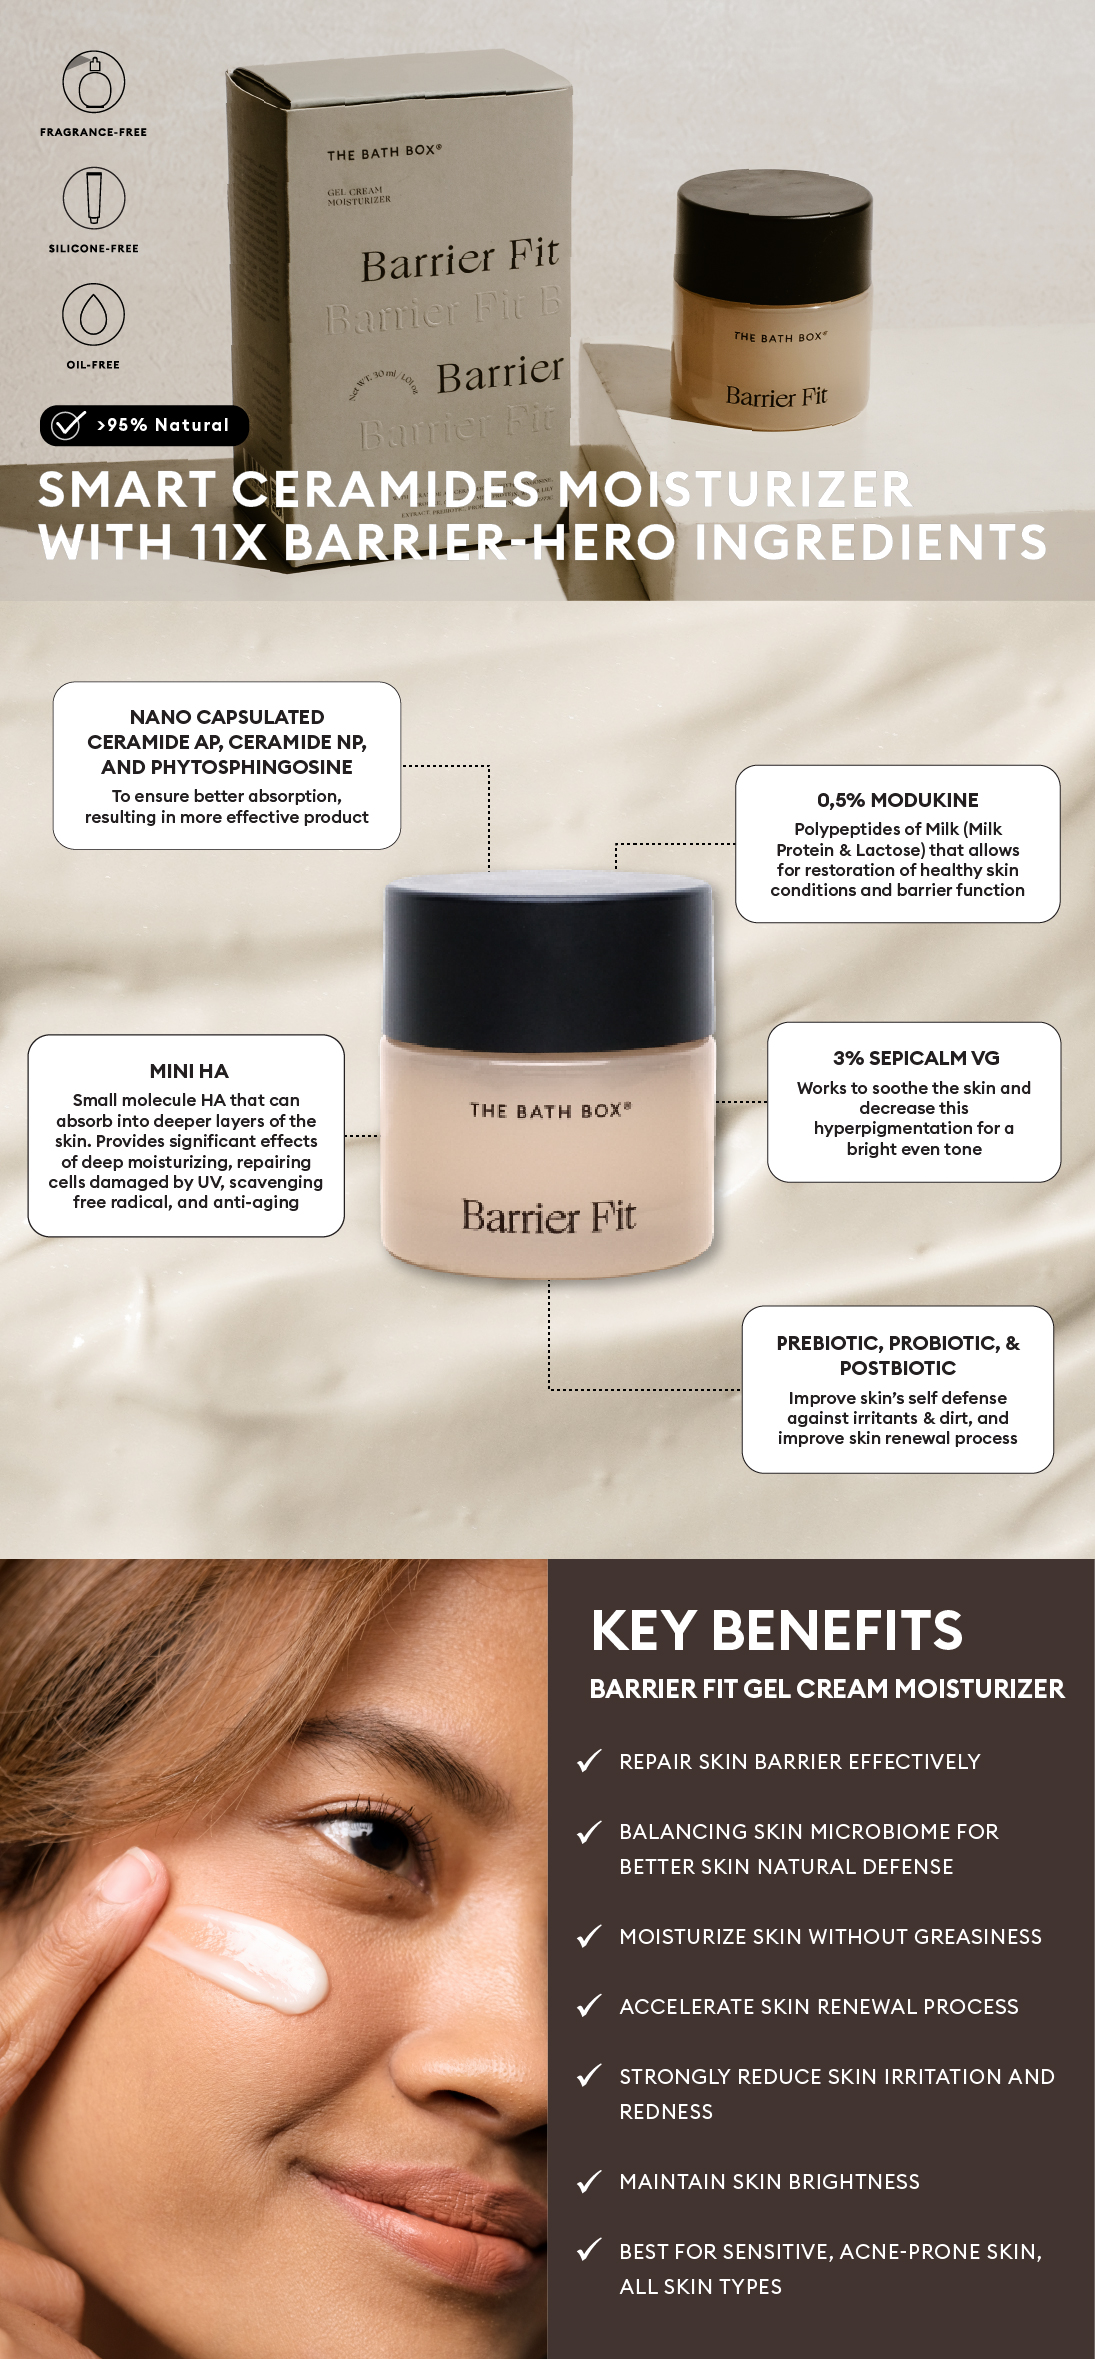 FRAGRANCE-FREE
SILICONE-FREE
OIL-FREE
>95% Natural
THE BATH BOX®
GEL CREAM
MOISTURIZER
Barrier Fit
Barrier Fit B
Barrier
Net WT. 30 ml / 1.01 oz
Barrier Fit
THE BATH BOX®
Barrier Fit
SMART CERAMIDES MOISTURIZER
WITH 11X BARRIER-HERO INGREDIENTS
NANO CAPSULATED
CERAMIDE AP, CERAMIDE NP,
AND PHYTOSPHINGOSINE
To ensure better absorption,
resulting in more effective product
0,5% MODUKINE
Polypeptides of Milk (Milk
Protein & Lactose) that allows
for restoration of healthy skin
conditions and barrier function
MINI HA
Small molecule HA that can
absorb into deeper layers of the
skin. Provides significant effects
of deep moisturizing, repairing
cells damaged by UV, scavenging
free radical, and anti-aging
THE BATH BOX®
Barrier Fit
3% SEPICALM VG
Works to soothe the skin and
decrease this
hyperpigmentation for a
bright even tone
PREBIOTIC, PROBIOTIC, &
POSTBIOTIC
Improve skin's self defense
against irritants & dirt, and
improve skin renewal process
KEY BENEFITS
BARRIER FIT GEL CREAM MOISTURIZER
REPAIR SKIN BARRIER EFFECTIVELY
BALANCING SKIN MICROBIOME FOR
BETTER SKIN NATURAL DEFENSE
MOISTURIZE SKIN WITHOUT GREASINESS
ACCELERATE SKIN RENEWAL PROCESS
STRONGLY REDUCE SKIN IRRITATION AND
REDNESS
MAINTAIN SKIN BRIGHTNESS
BEST FOR SENSITIVE, ACNE-PRONE SKIN,
ALL SKIN TYPES